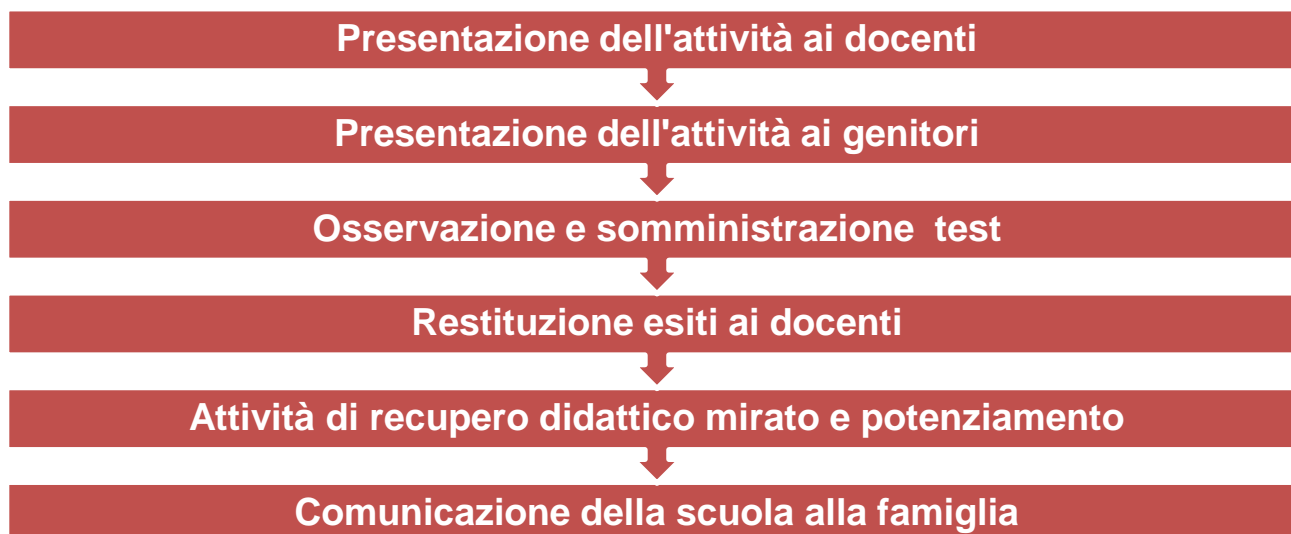 Presentazione dell'attività ai docenti
Presentazione dell'attività ai genitori
Osservazione e somministrazione  test
Restituzione esiti ai docenti
Attività di recupero didattico mirato e potenziamento
Comunicazione della scuola alla famiglia